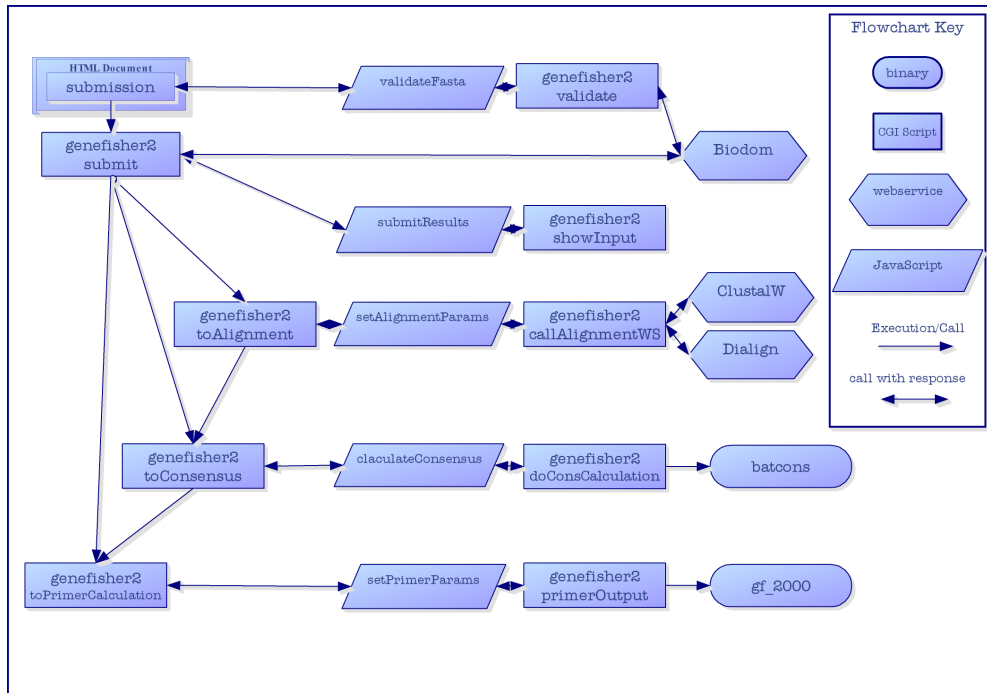 Flowchart Key
HTML Document
submission
validateFasta
genefisher2
validate
binary
genefisher2
submit
Biodom
CGI Script
webservice
submitResults
genefisher2
showInput
JavaScript
genefisher2
toAlignment
setAlignmentParams
genefisher2
callAlignmentWS
ClustalW
Dialign
Execution/Call
call with response
genefisher2
toConsensus
claculateConsensus
genefisher2
doConsCalculation
batcons
genefisher2
toPrimerCalculation
setPrimerParams
genefisher2
primerOutput
gf_2000